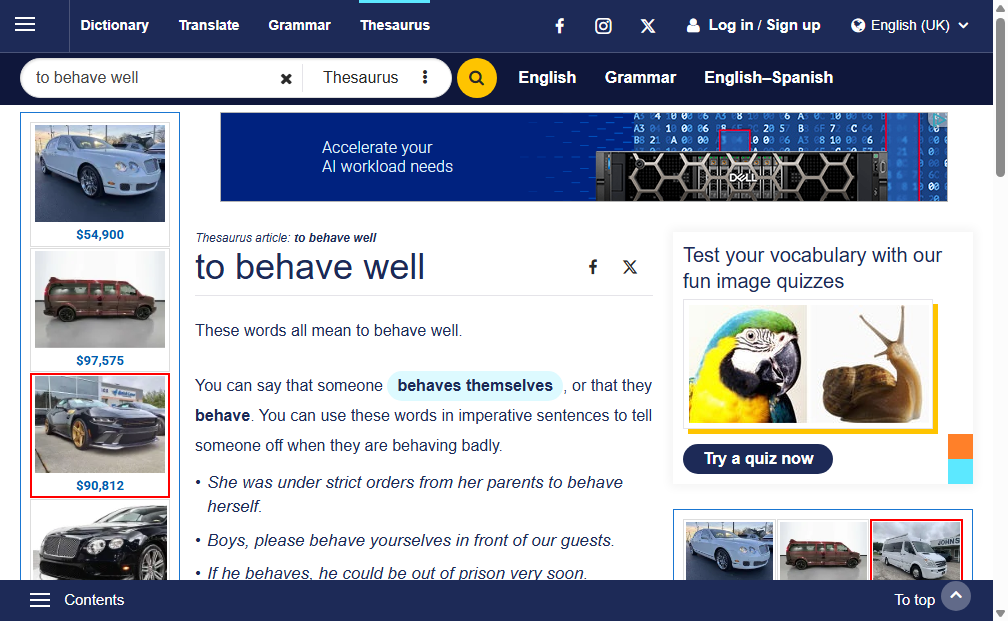 Dictionary Translate Grammar Thesaurus Log in / Sign up English (UK)
to behave well Thesaurus English Grammar English–Spanish
Accelerate your
AI workload needs
DELL
$54,900
$97,575
$90,812
Thesaurus article: to behave well
to behave well
These words all mean to behave well.
You can say that someone behaves themselves , or that they
behave. You can use these words in imperative sentences to tell
someone off when they are behaving badly.
• She was under strict orders from her parents to behave
herself.
• Boys, please behave yourselves in front of our guests.
• If he behaves, he could be out of prison very soon.
Test your vocabulary with our
fun image quizzes
Try a quiz now
JOHNS
Contents To top